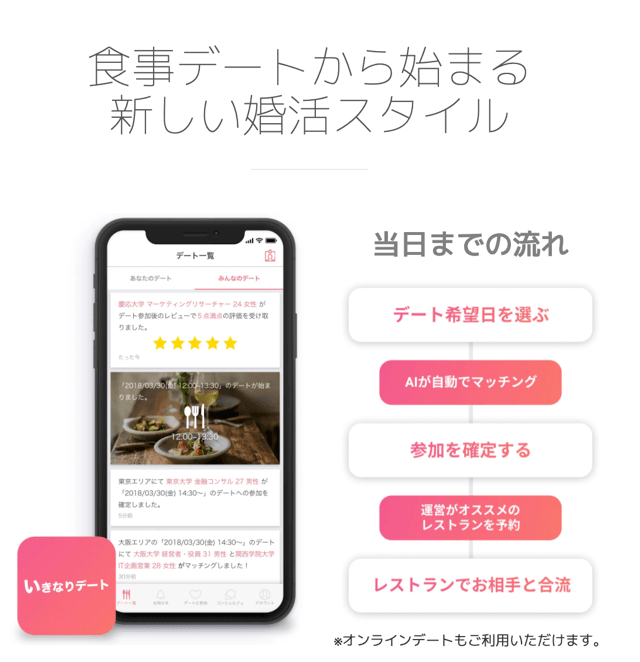 食事デートから始まる
新しい婚活スタイル
デート一覧
あなたのデート
みんなのデート
慶応大学 マーケティングリサーチャー 24 女性 が
デート参加後のレビューで 5 点満点の評価を受け取
りました。
たった今
「2018/03/30(金) 12:00~13:30」のデートが始ま
りました。
12:00~13:30
東京エリアにて 東京大学 金融コンサル 27 男性 が
「2018/03/30(金) 14:30〜」のデートへの参加を
確定しました。
5分前
大阪エリアの「2018/03/30(金) 14:30〜」のデート
にて 大阪大学 経営者・役員 31 男性 と関西学院大学
IT企画営業 28 女性 がマッチングしました!
30分前
デート一覧
お知らせ
アカウント
いきなりデート
当日までの流れ
デート希望日を選ぶ
AIが自動でマッチング
参加を確定する
運営がオススメの
レストランを予約
レストランでお相手と合流
※オンラインデートもご利用いただけます。